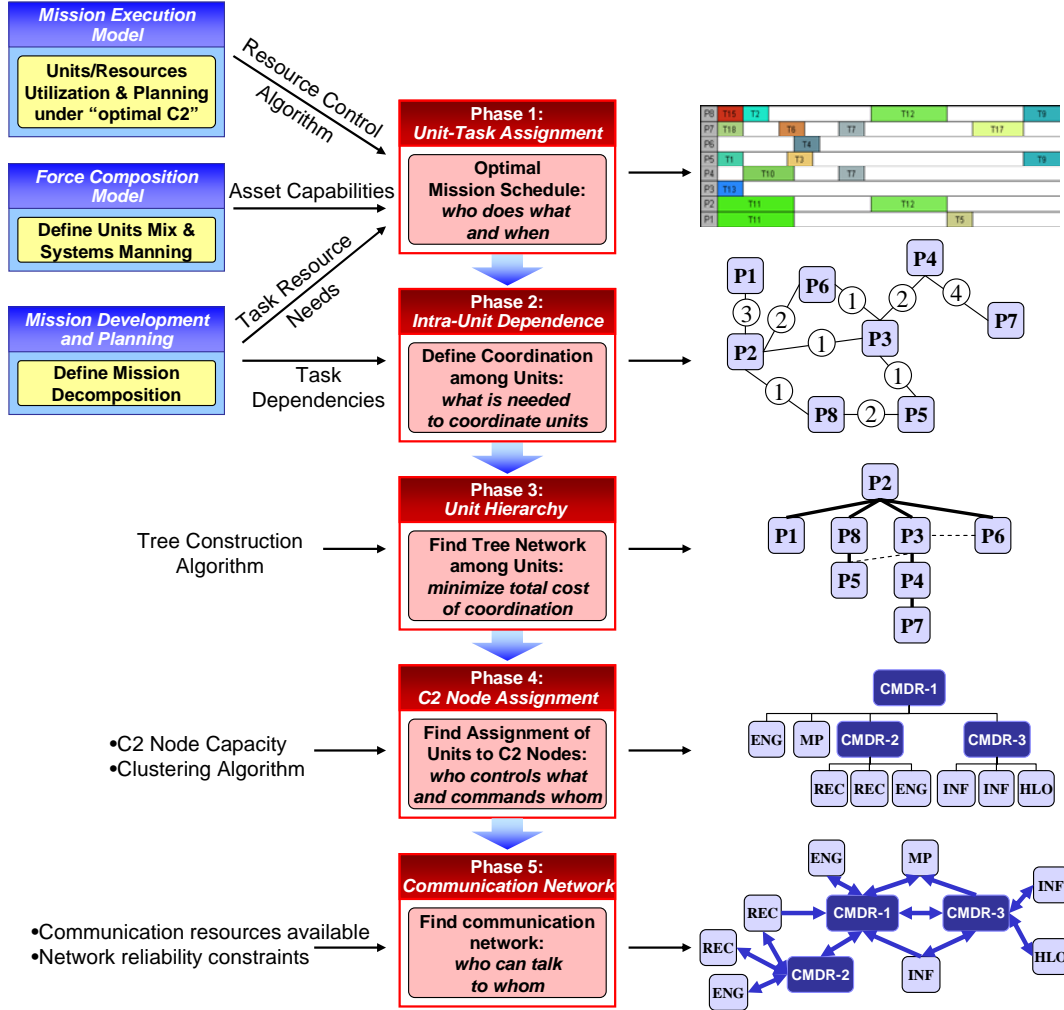 Mission Execution
Model
Units/Resources
Utilization & Planning
under “optimal C2”
Resource Control
Algorithm
Force Composition
Model
Define Units Mix &
Systems Manning
Asset Capabilities
Mission Development
and Planning
Define Mission
Decomposition
Task Resource
Needs
Task
Dependencies
Phase 1:
Unit-Task Assignment
Optimal
Mission Schedule:
who does what
and when
P8 T15 T2 T12 T9
P7 T18 T6 T7 T17
P6 T4
P5 T1 T3 T9
P4 T10 T7
P3 T13
P2 T11 T12
P1 T11 T5
Phase 2:
Intra-Unit Dependence
Define Coordination
among Units:
what is needed
to coordinate units
P4
P1 P6
1 2 4
3 2
P7
P2 1 P3
1 1
P8 2 P5
Phase 3:
Unit Hierarchy
Tree Construction
Algorithm
Find Tree Network
among Units:
minimize total cost
of coordination
P2
P1 P8 P3 P6
P5 P4
P7
Phase 4:
C2 Node Assignment
•C2 Node Capacity
•Clustering Algorithm
Find Assignment of
Units to C2 Nodes:
who controls what
and commands whom
CMDR-1
ENG MP CMDR-2 CMDR-3
REC REC ENG INF INF HLO
Phase 5:
Communication Network
•Communication resources available
•Network reliability constraints
Find communication
network:
who can talk
to whom
ENG MP
INF
REC CMDR-1 CMDR-3
REC
CMDR-2 INF HLO
ENG